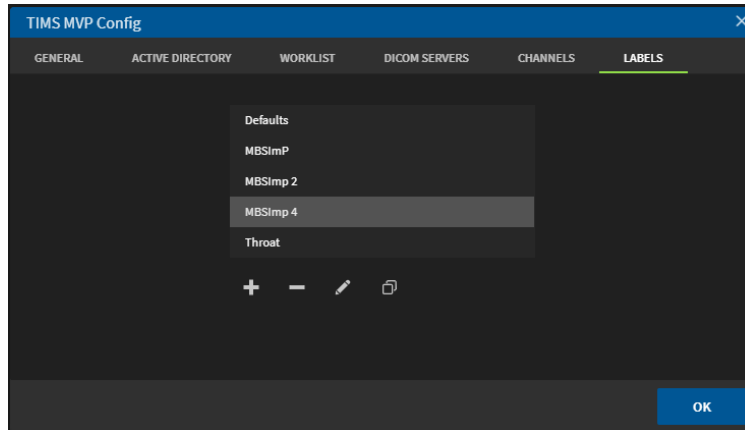 TIMS MVP Config
GENERAL ACTIVE DIRECTORY WORKLIST DICOM SERVERS CHANNELS LABELS
Defaults
MBSImP
MBSImp 2
MBSImp 4
Throat
OK